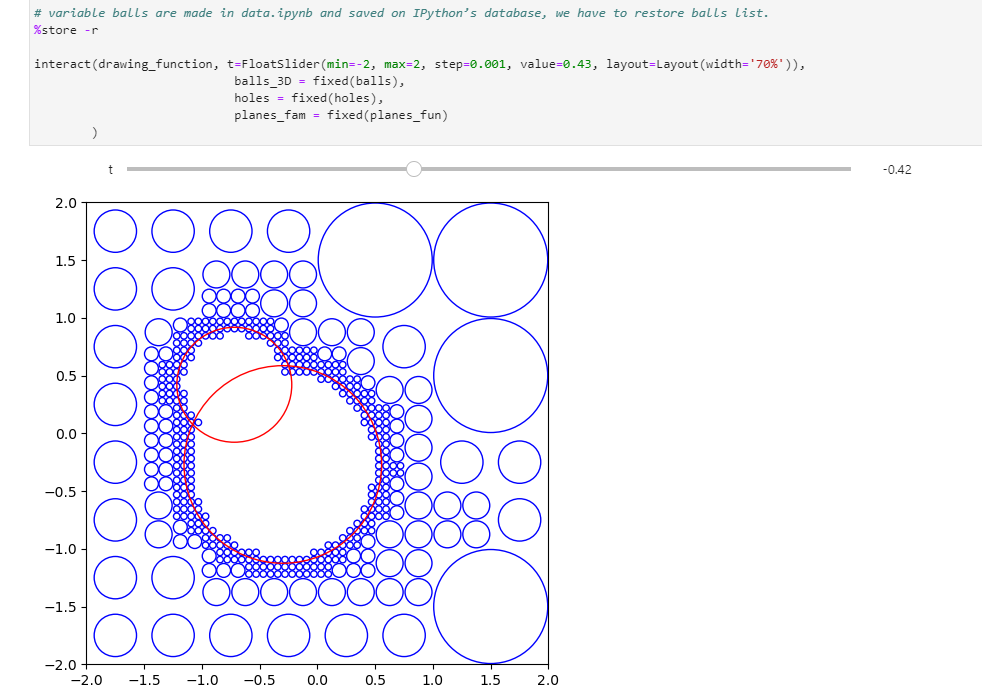 # variable balls are made in data.ipynb and saved on IPython’s database, we have to restore balls list.
%store -r
interact(drawing_function, t=FloatSlider(min=-2, max=2, step=0.001, value=0.43, layout=Layout(width='70%')),
balls_3D = fixed(balls),
holes = fixed(holes),
planes_fam = fixed(planes_fun)
)
t -0.42
2.0
1.5
1.0
0.5
0.0
−0.5
−1.0
−1.5
−2.0
−2.0 −1.5 −1.0 −0.5 0.0 0.5 1.0 1.5 2.0